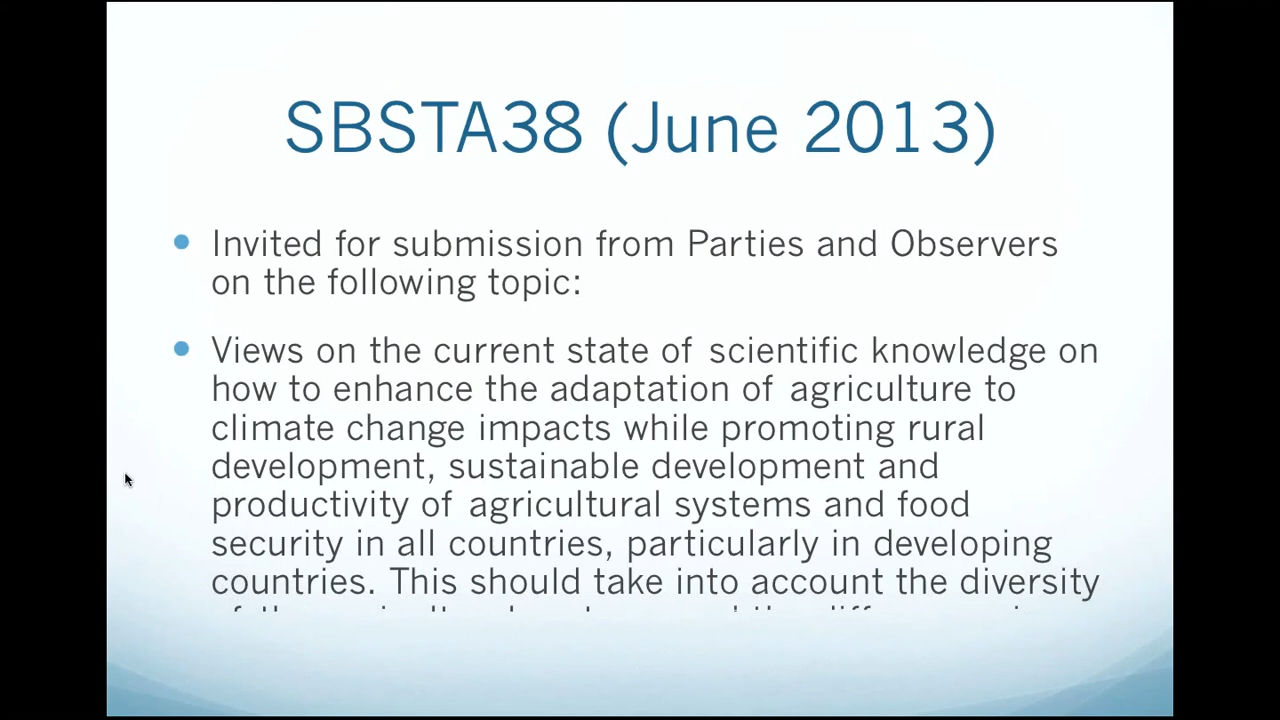 SBSTA38 (June 2013)
Invited for submission from Parties and Observers
on the following topic:
Views on the current state of scientific knowledge on
how to enhance the adaptation of agriculture to
climate change impacts while promoting rural
development, sustainable development and
productivity of agricultural systems and food
security in all countries, particularly in developing
countries. This should take into account the diversity